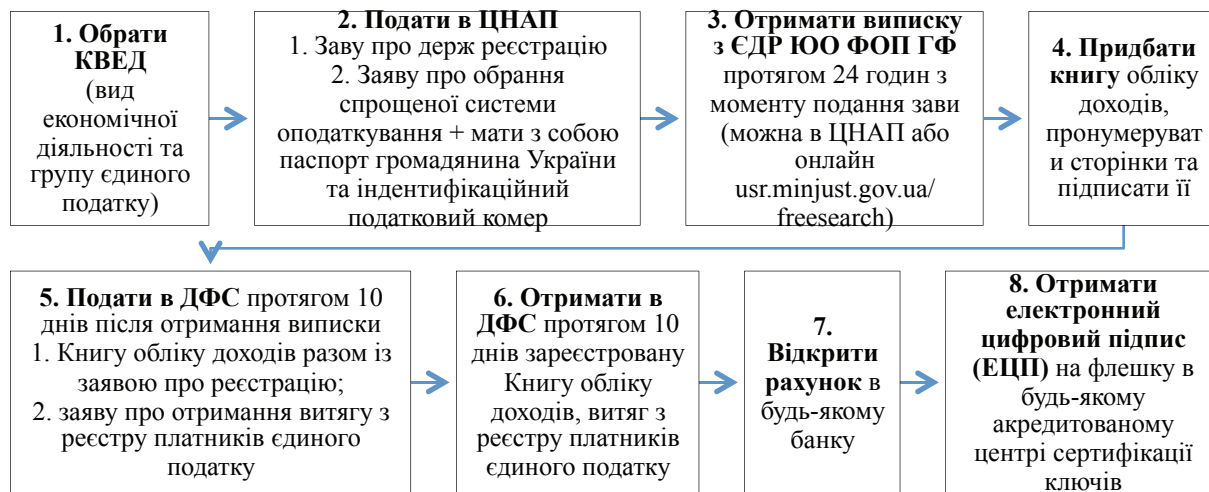 1. Обрати
КВЕД
(вид
економічної
діяльності та
групу єдиного
податку)
2. Подати в ЦНАП
1. Заву про держ реєстрацію
2. Заяву про обрання
спрощеної системи
оподаткування + мати з собою
паспорт громадянина України
та індентифікаційний
податковий комер
3. Отримати виписку
з ЄДР ЮО ФОП ГФ
протягом 24 годин з
моменту подання зави
(можна в ЦНАП або
онлайн
usr.minjust.gov.ua/
freesearch)
4. Придбати
книгу обліку
доходів,
пронумеруват
и сторінки та
підписати її
5. Подати в ДФС протягом 10
днів після отримання виписки
1. Книгу обліку доходів разом із
заявою про реєстрацію;
2. заяву про отримання витягу з
реєстру платників єдиного
податку
6. Отримати в
ДФС протягом 10
днів зареєстровану
Книгу обліку
доходів, витяг з
реєстру платників
єдиного податку
7.
Відкрити
рахунок в
будь-якому
банку
8. Отримати
електронний
цифровий підпис
(ЕЦП) на флешку в
будь-якому
акредитованому
центрі сертифікації
ключів